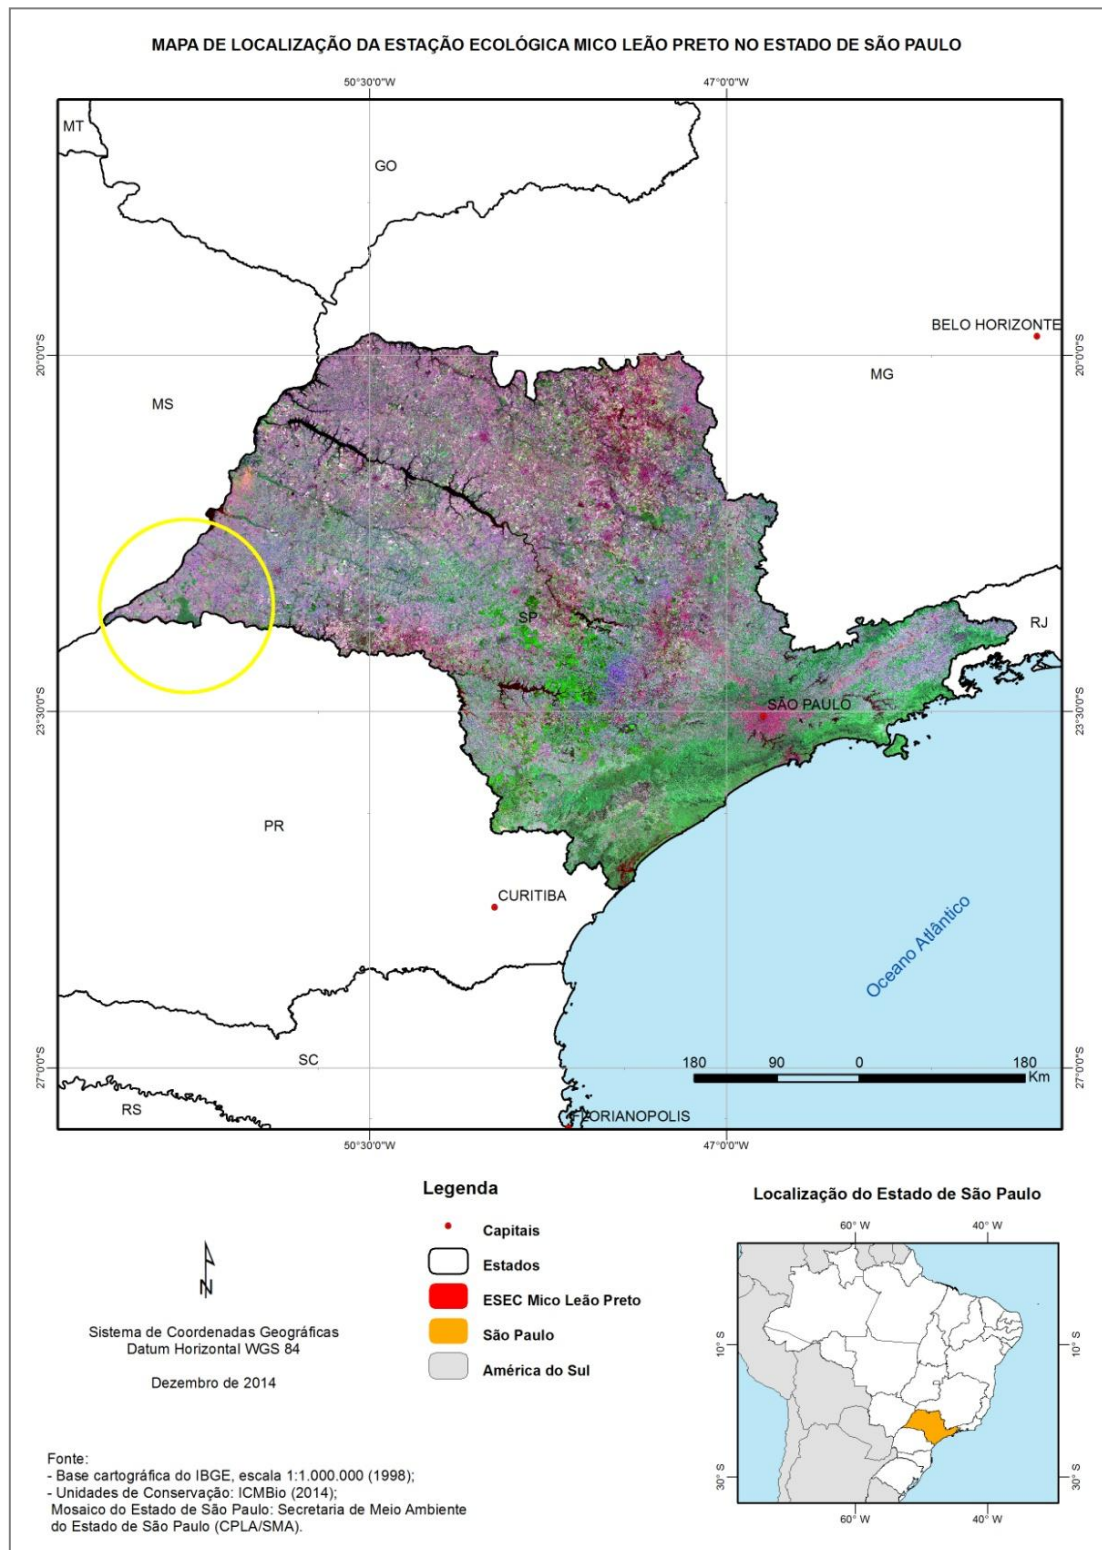 MAPA DE LOCALIZAÇÃO DA ESTAÇÃO ECOLÓGICA MICO LEÃO PRETO NO ESTADO DE SÃO PAULO
50°30'0"W
47°0'0"W
MT
GO
BELO HORIZONTE
20°0'0"S
20°0'0"S
MG
MS
SP
RJ
SÃO PAULO
23°30'0"S
23°30'0"S
PR
CURITIBA
Oceano Atlântico
SC
27°0'0"S
27°0'0"S
180
90
0
180
Km
RS
FLORIANOPOLIS
50°30'0"W
47°0'0"W
Legenda
Capitais
Estados
ESEC Mico Leão Preto
São Paulo
América do Sul
N
Sistema de Coordenadas Geográficas
Datum Horizontal WGS 84
Dezembro de 2014
Localização do Estado de São Paulo
60° W
40° W
10° S
10° S
30° S
30° S
60° W
40° W
Fonte:
- Base cartográfica do IBGE, escala 1:1.000.000 (1998);
- Unidades de Conservação: ICMBio (2014);
Mosaico do Estado de São Paulo: Secretaria de Meio Ambiente
do Estado de São Paulo (CPLA/SMA).